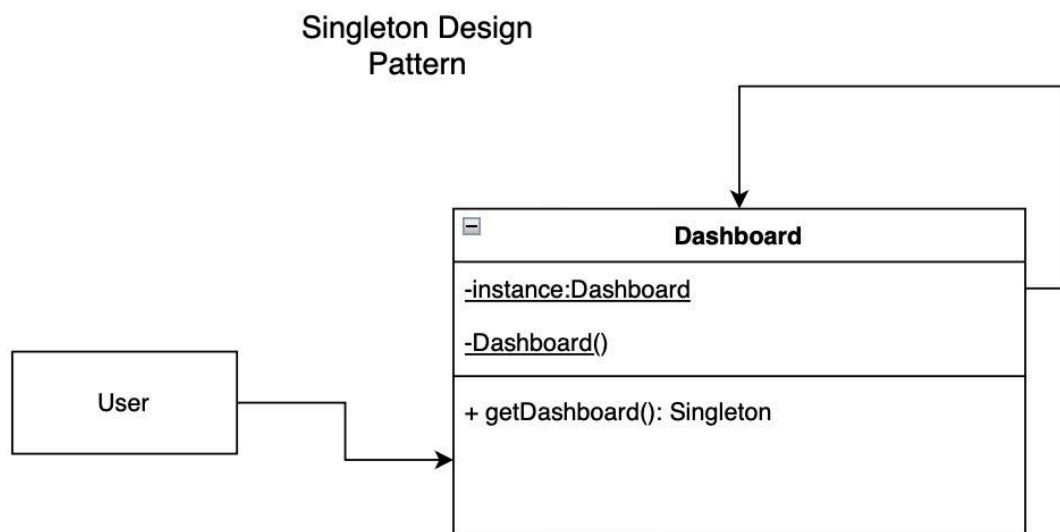 Singleton Design
Pattern
Dashboard
-instance:Dashboard
-Dashboard()
User
+ getDashboard(): Singleton